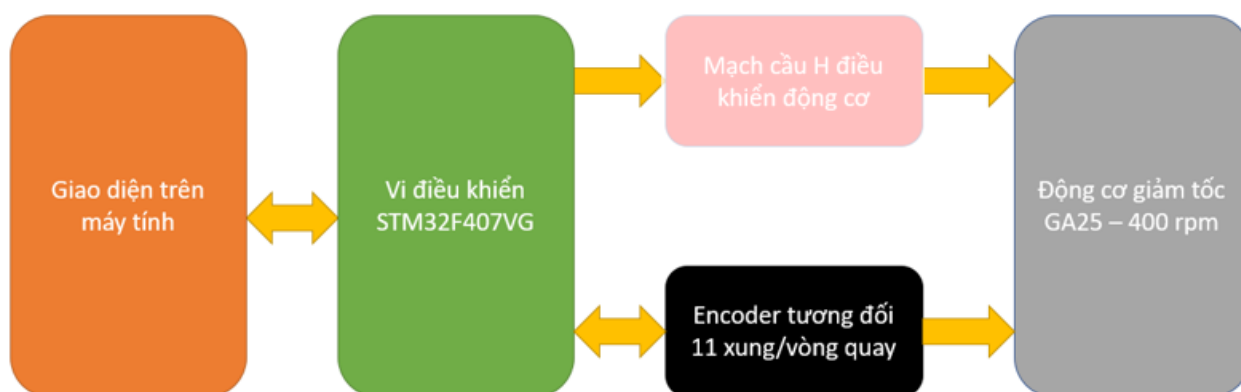 Giao diện trên
máy tính
Vi điều khiển
STM32F407VG
Mạch cầu H điều
khiển động cơ
Encoder tương đối
11 xung/vòng quay
Động cơ giảm tốc
GA25 – 400 rpm